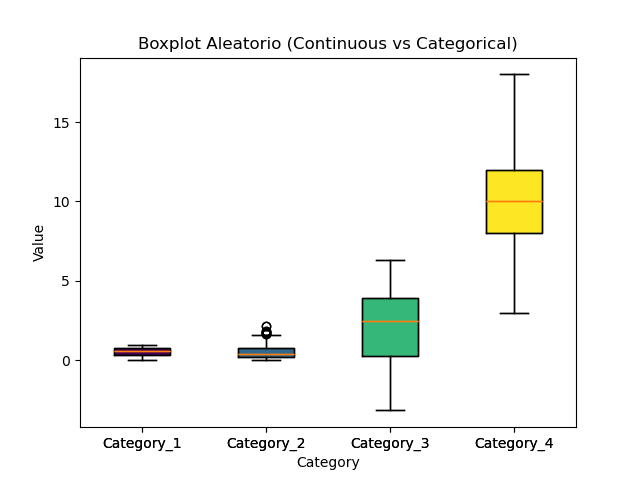 Boxplot Aleatorio (Continuous vs Categorical)
Value
15
10
5
0
Category_1 Category_2 Category_3 Category_4
Category